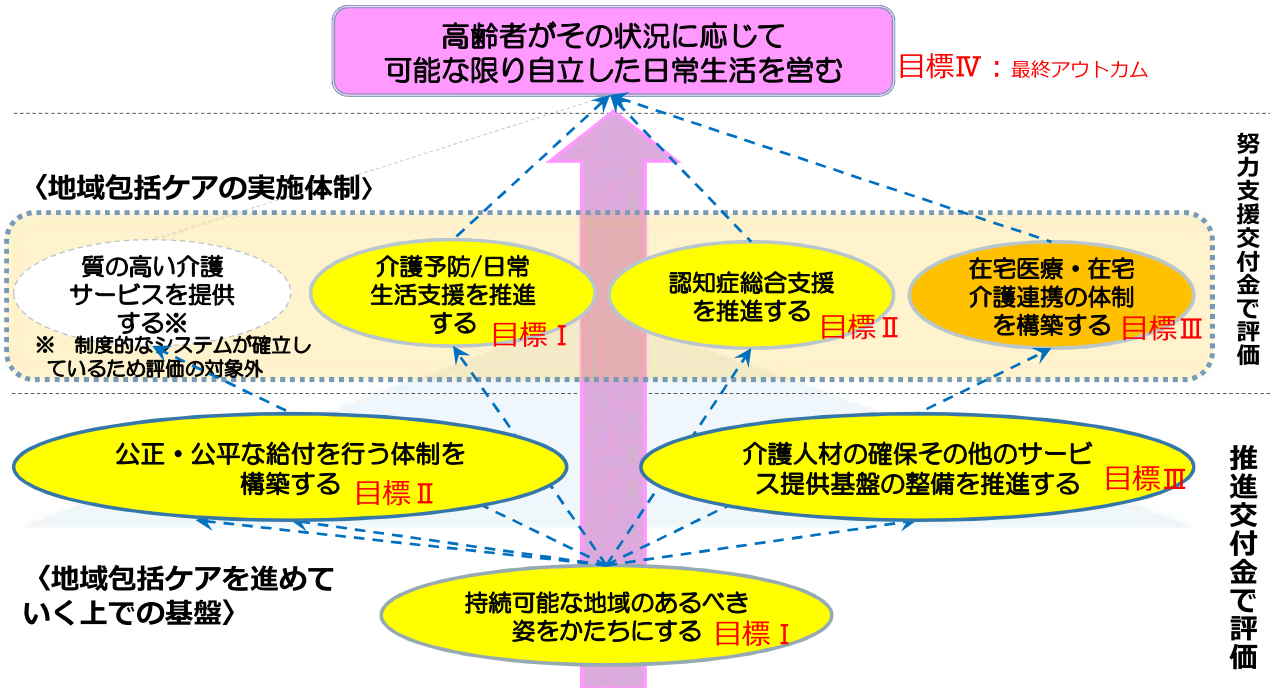 高齢者がその状況に応じて
可能な限り自立した日常生活を営む
目標Ⅳ：最終アウトカム
〈地域包括ケアの実施体制〉
努力支援交付金で評価
質の高い介護
サービスを提供
する※
※　制度的なシステムが確立し
ているため評価の対象外
介護予防/日常
生活支援を推進
する
目標Ⅰ
認知症総合支援
を推進する
目標Ⅱ
在宅医療・在宅
介護連携の体制
を構築する
目標Ⅲ
公正・公平な給付を行う体制を
構築する
目標Ⅱ
介護人材の確保その他のサービ
ス提供基盤の整備を推進する
目標Ⅲ
推進交付金で評価
〈地域包括ケアを進めて
いく上での基盤〉
持続可能な地域のあるべき
姿をかたちにする
目標Ⅰ